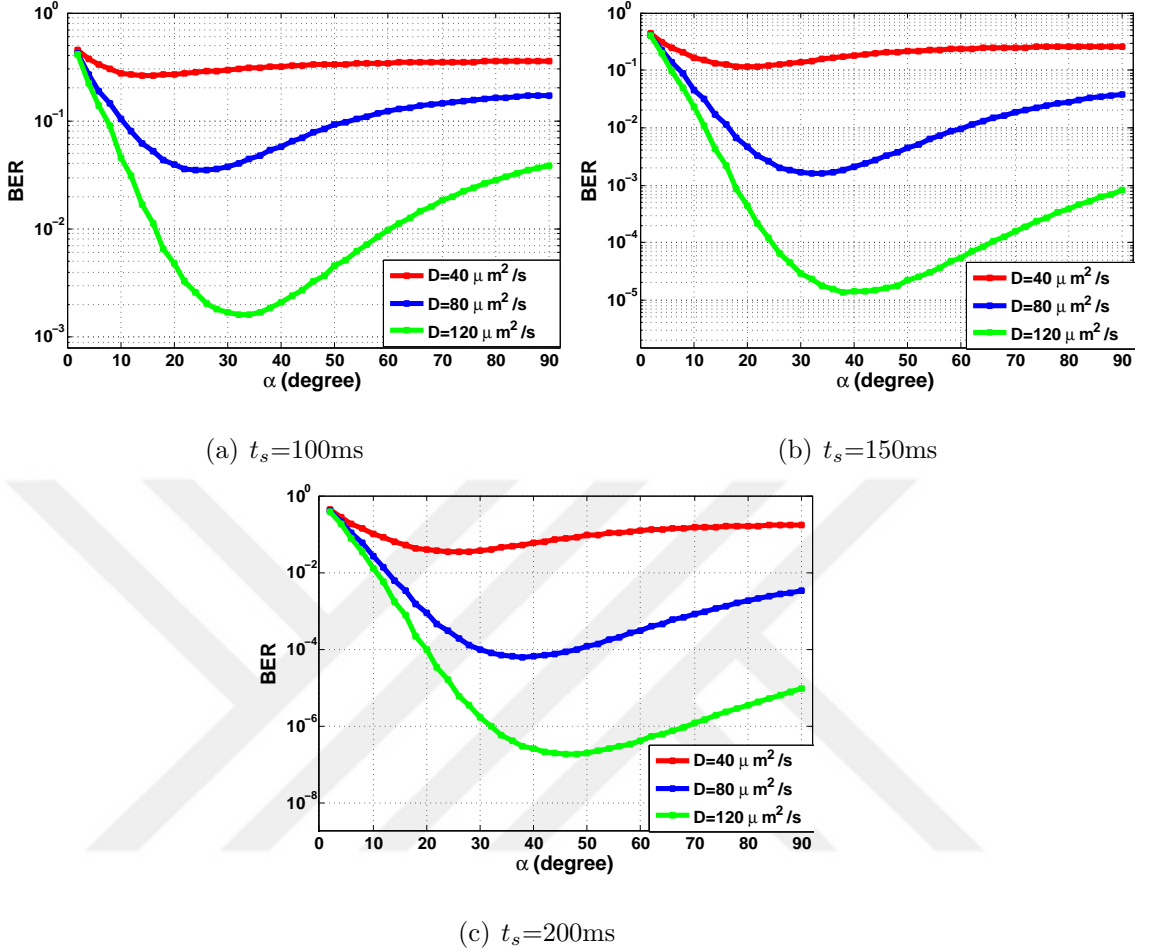 10^0
10^-1
10^-2
10^-3
BER
0 10 20 30 40 50 60 70 80 90
α (degree)
D=40 μ m^2/s
D=80 μ m^2/s
D=120 μ m^2/s
(a) t_s=100ms
10^0
10^-1
10^-2
10^-3
10^-4
10^-5
BER
0 10 20 30 40 50 60 70 80 90
α (degree)
D=40 μ m^2/s
D=80 μ m^2/s
D=120 μ m^2/s
(b) t_s=150ms
10^0
10^-2
10^-4
10^-6
10^-8
BER
0 10 20 30 40 50 60 70 80 90
α (degree)
D=40 μ m^2/s
D=80 μ m^2/s
D=120 μ m^2/s
(c) t_s=200ms